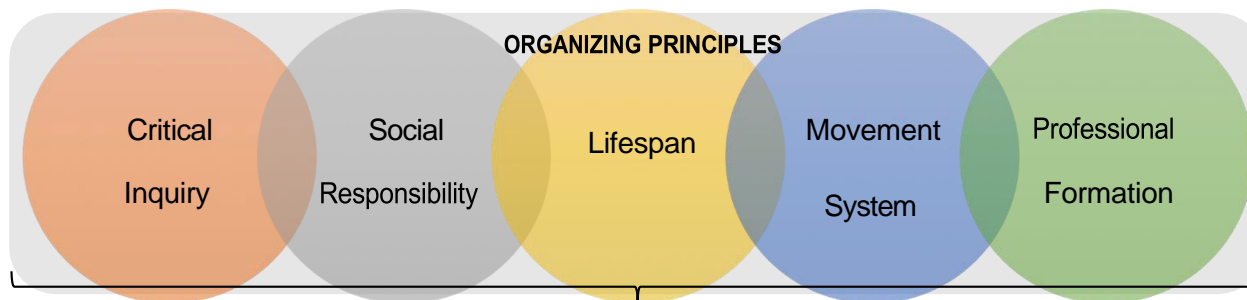 ORGANIZING PRINCIPLES
Critical
Inquiry
Social
Responsibility
Lifespan
Movement
System
Professional
Formation